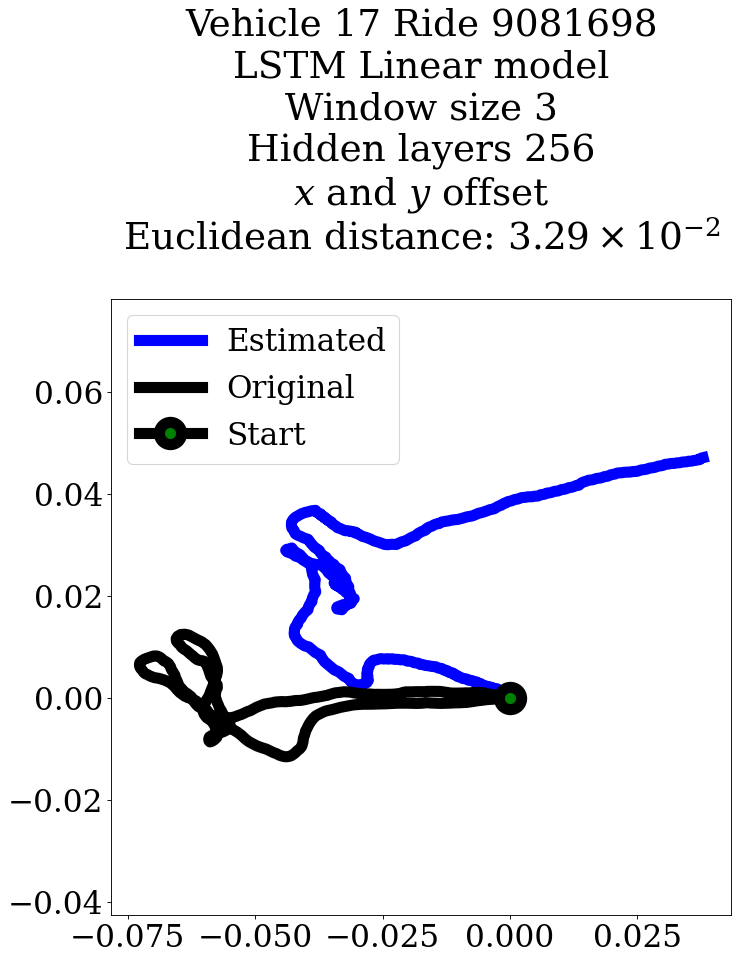 Vehicle 17 Ride 9081698
LSTM Linear model
Window size 3
Hidden layers 256
x and y offset
Euclidean distance: 3.29 × 10⁻²
Estimated
Original
Start
0.06
0.04
0.02
0.00
−0.02
−0.04
−0.075 −0.050 −0.025 0.000 0.025